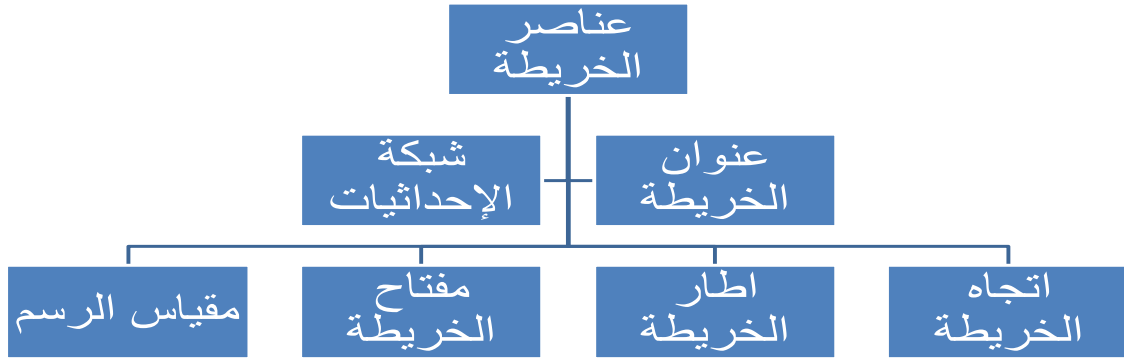 عناصر
الخريطة
عنوان
الخريطة
شبكة
الإحداثيات
اتجاه
الخريطة
اطار
الخريطة
مفتاح
الخريطة
مقياس الرسم